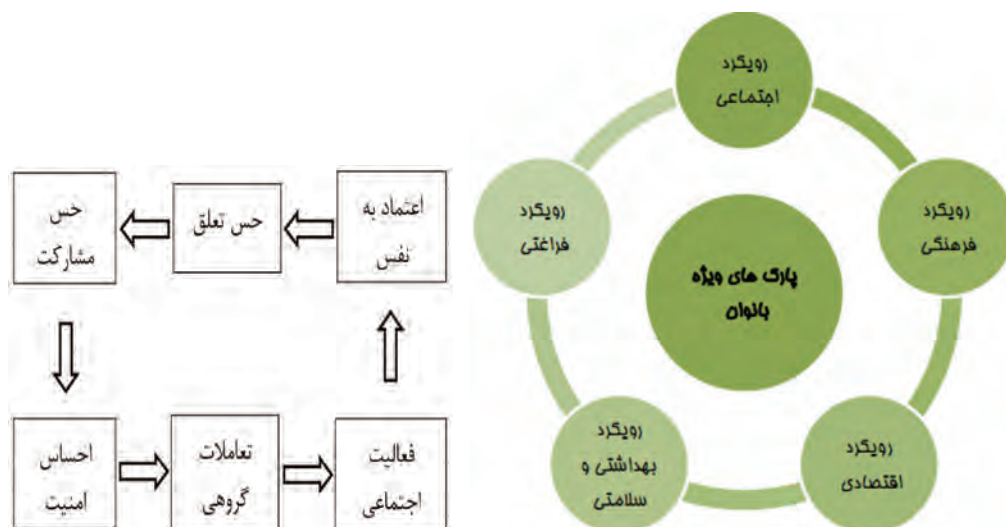 رویکرد
اجتماعی
رویکرد
فرهنگی
رویکرد
اقتصادی
رویکرد
بهداشتی و
سلامتی
رویکرد
فراغتی
پارک های ویژه
بانوان
اعتماد به
نفس
حس تعلق
حس
مشارکت
احساس
امنیت
تعاملات
گروهی
فعالیت
اجتماعی